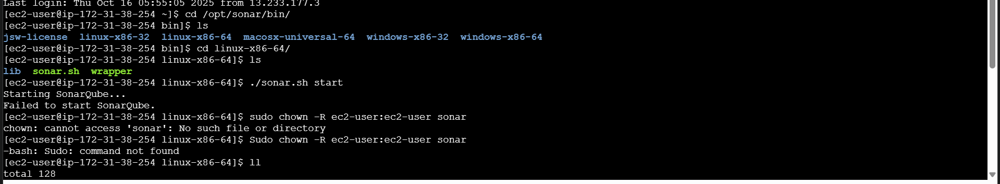 Last login: Thu Oct 16 05:55:05 2025 from 13.233.177.3
[ec2-user@ip-172-31-38-254 ~]$ cd /opt/sonar/bin/
[ec2-user@ip-172-31-38-254 bin]$ ls
jsw-license  linux-x86-32  linux-x86-64  macosx-universal-64  windows-x86-32  windows-x86-64
[ec2-user@ip-172-31-38-254 bin]$ cd linux-x86-64/
[ec2-user@ip-172-31-38-254 linux-x86-64]$ ls
lib  sonar.sh  wrapper
[ec2-user@ip-172-31-38-254 linux-x86-64]$ ./sonar.sh start
Starting SonarQube...
Failed to start SonarQube.
[ec2-user@ip-172-31-38-254 linux-x86-64]$ sudo chown -R ec2-user:ec2-user sonar
chown: cannot access 'sonar': No such file or directory
[ec2-user@ip-172-31-38-254 linux-x86-64]$ Sudo chown -R ec2-user:ec2-user sonar
-bash: Sudo: command not found
[ec2-user@ip-172-31-38-254 linux-x86-64]$ ll
total 128